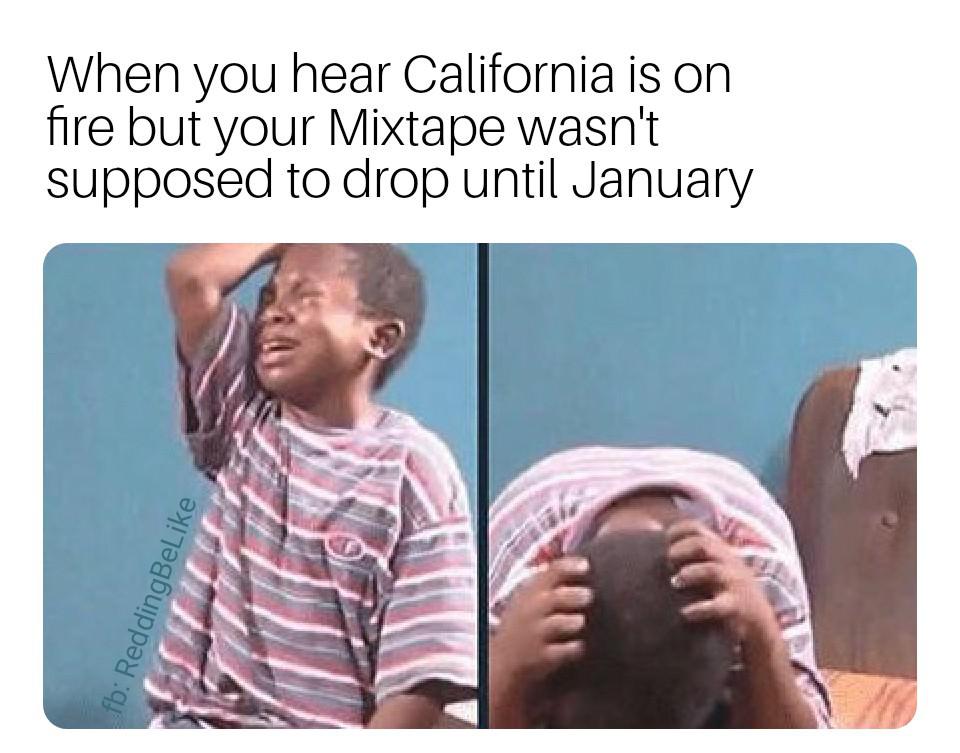 When you hear California is on
fire but your Mixtape wasn't
supposed to drop until January
fb: ReddingBeLike